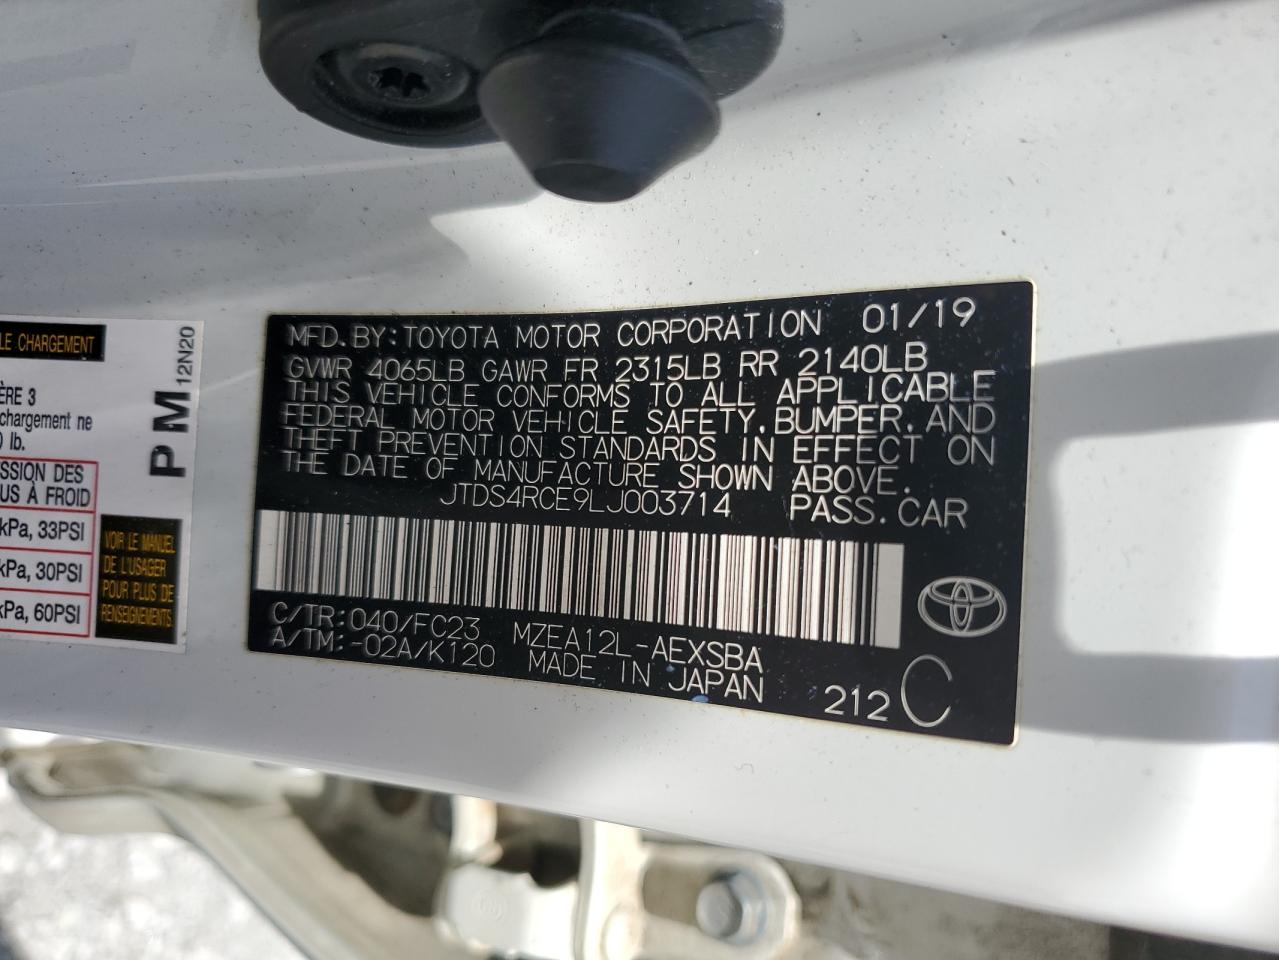 LE CHARGEMENT
ÈRE 3
chargement ne
lb.
SSION DES
US À FROID
kPa, 33PSI
kPa, 30PSI
kPa, 60PSI
PM 12N20
VOIR LE MANUEL
DE L'USAGER
POUR PLUS DE
RENSEIGNEMENTS.
MFD.BY:TOYOTA MOTOR CORPORATION 01/19
GVWR 4065LB GAWR FR 2315LB RR 2140LB
THIS VEHICLE CONFORMS TO ALL APPLICABLE
FEDERAL MOTOR VEHICLE SAFETY,BUMPER,AND
THEFT PREVENTION STANDARDS IN EFFECT ON
THE DATE OF MANUFACTURE SHOWN ABOVE.
JTDS4RCE9LJ003714 PASS.CAR
C/TR:040/FC23 MZEA12L-AEXSBA
A/TM:-02A/K120 MADE IN JAPAN
212 C